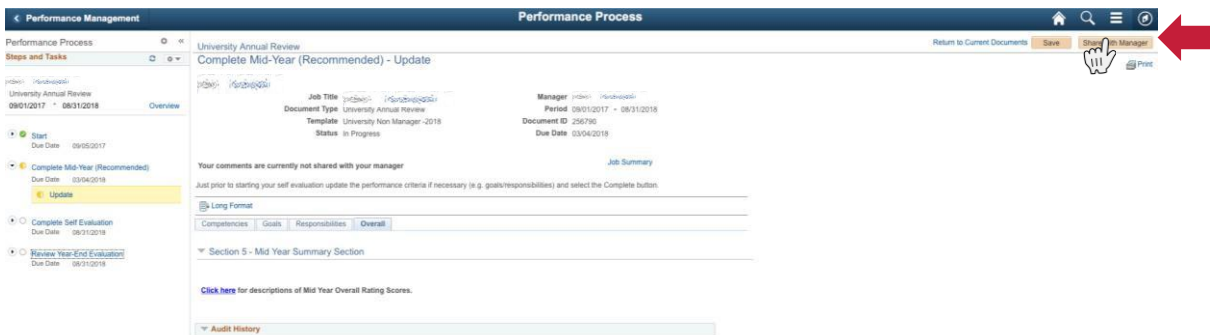 Performance Management
Performance Process
Performance Process
Steps and Tasks
University Annual Review
09/01/2017 - 08/31/2018 Overview
Start
Due Date 09/05/2017
Complete Mid-Year (Recommended)
Due Date 03/04/2018
Update
Complete Self Evaluation
Due Date 08/31/2018
Review Year-End Evaluation
Due Date 08/31/2018
University Annual Review
Return to Current Documents Save Share with Manager
Complete Mid-Year (Recommended) - Update
Print
Job Title Manager
Document Type University Annual Review Period 09/01/2017 - 08/31/2018
Template University Non Manager -2018 Document ID 256790
Status In Progress Due Date 03/04/2018
Your comments are currently not shared with your manager Job Summary
Just prior to starting your self evaluation update the performance criteria if necessary (e.g. goals/responsibilities) and select the Complete button.
Long Format
Competencies Goals Responsibilities Overall
Section 5 - Mid Year Summary Section
Click here for descriptions of Mid Year Overall Rating Scores.
Audit History